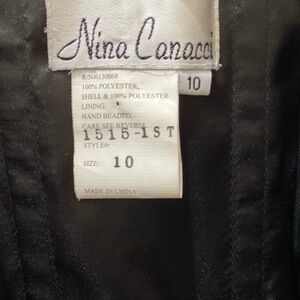 Nina Canacci
10
R/N#130068
100% POLYESTER
SHELL & 100% POLYESTER
LINING.
HAND BEADED.
CARE SEE REVERSE
1515-1ST
STYLE#:
SIZE: 10
MADE IN CHINA